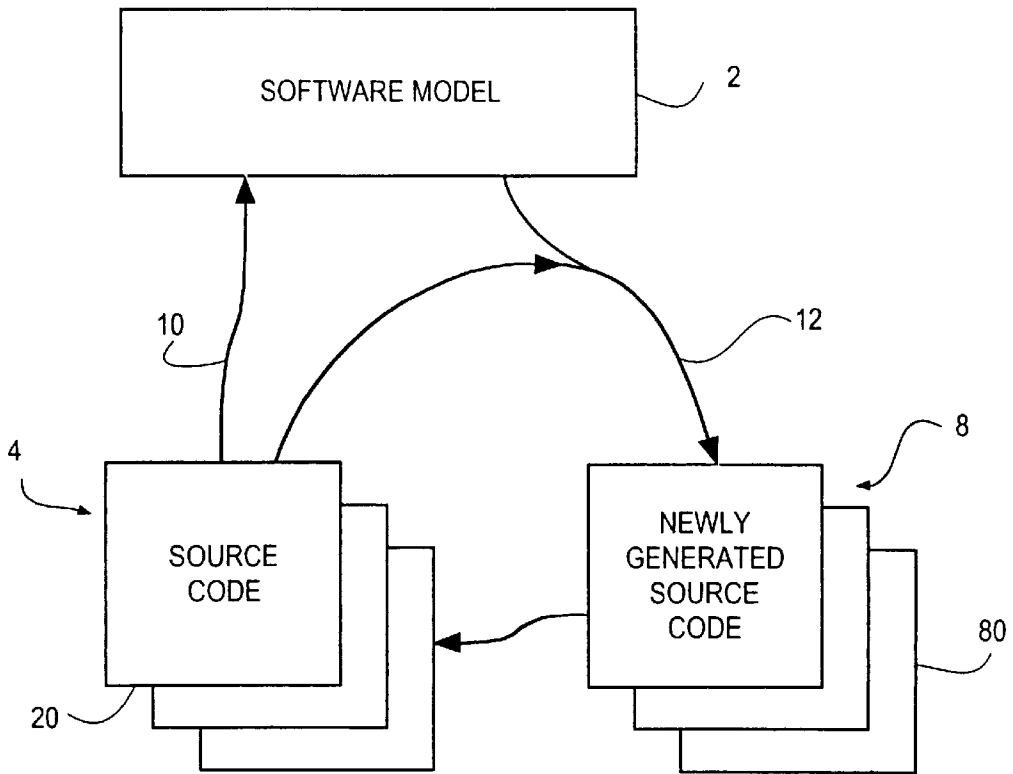 SOFTWARE MODEL
2
10
12
4
8
SOURCE
CODE
NEWLY
GENERATED
SOURCE
CODE
80
20